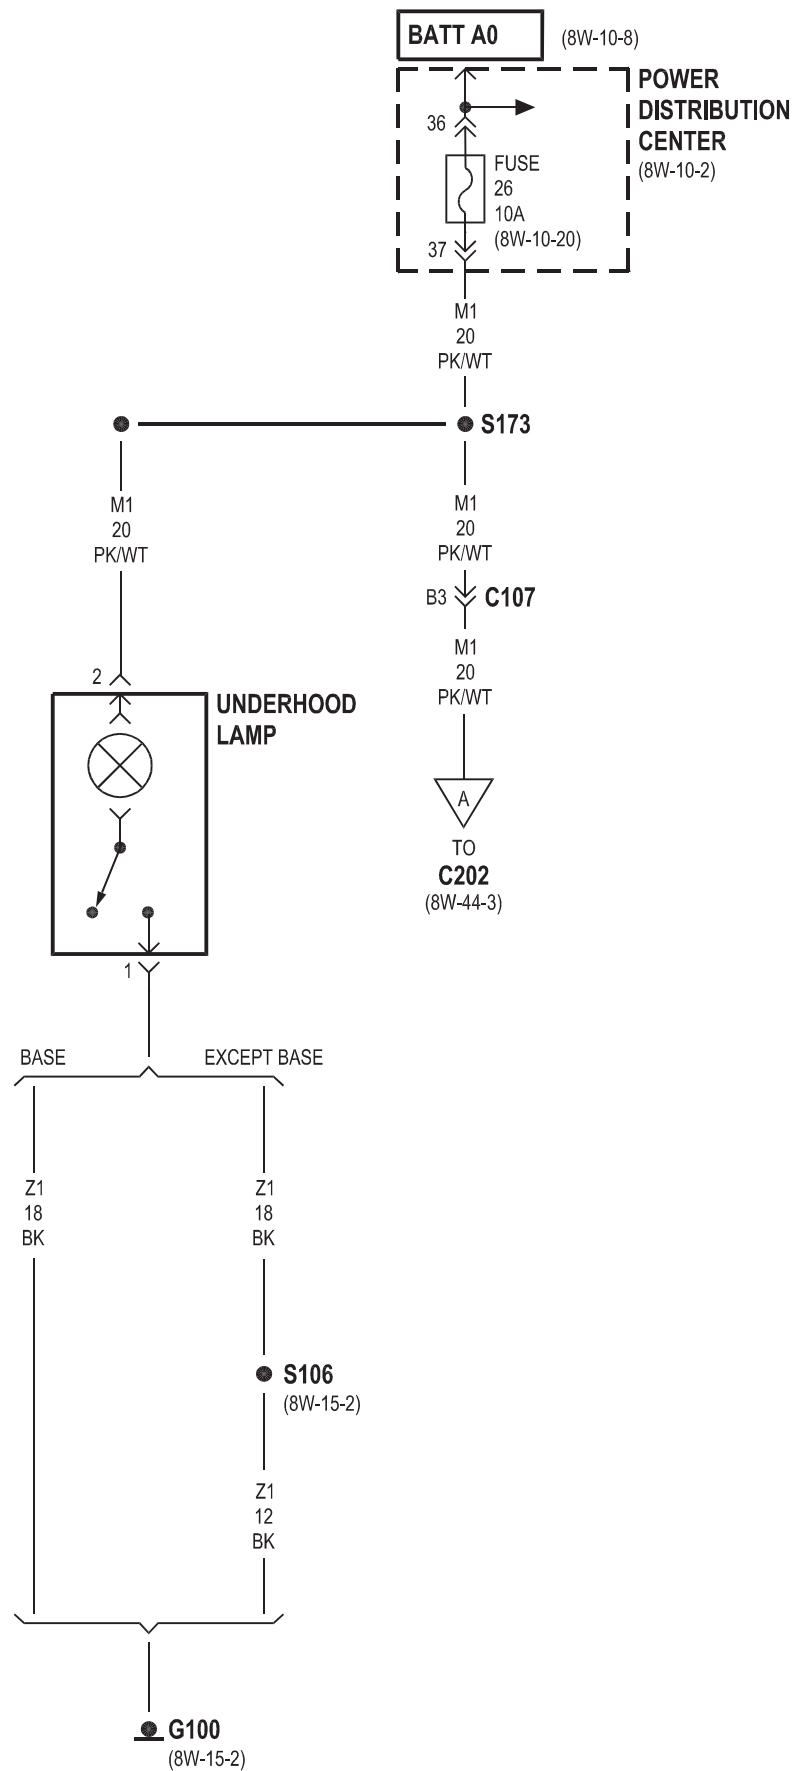 BATT A0
(8W-10-8)
POWER
DISTRIBUTION
CENTER
(8W-10-2)
36
FUSE
26
10A
(8W-10-20)
37
M1
20
PK/WT
S173
M1
20
PK/WT
M1
20
PK/WT
B3
C107
M1
20
PK/WT
2
UNDERHOOD
LAMP
A
TO
C202
(8W-44-3)
1
BASE
EXCEPT BASE
Z1
18
BK
Z1
18
BK
S106
(8W-15-2)
Z1
12
BK
G100
(8W-15-2)